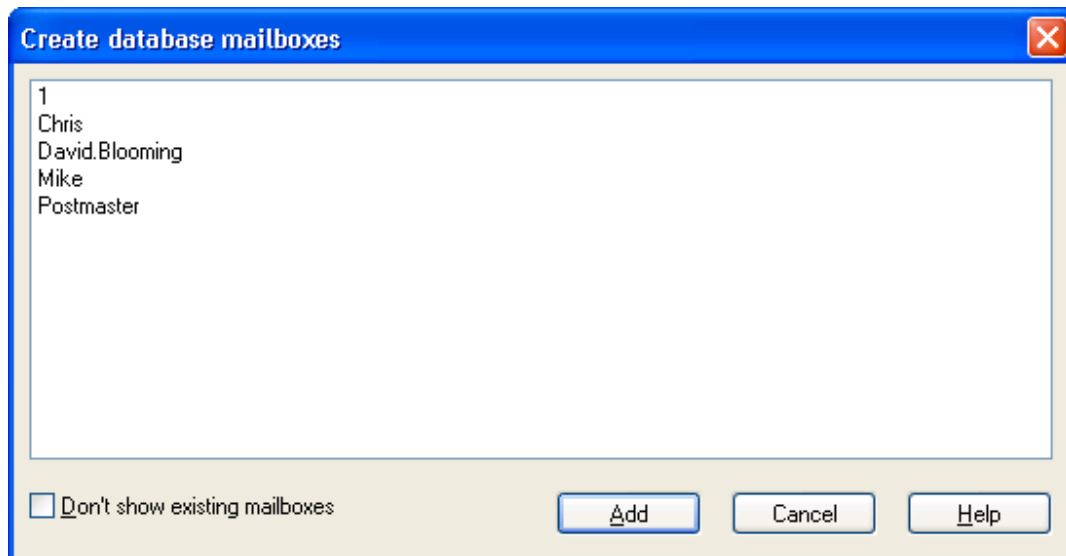 Create database mailboxes
1
Chris
David.Blooming
Mike
Postmaster
Don't show existing mailboxes
Add
Cancel
Help